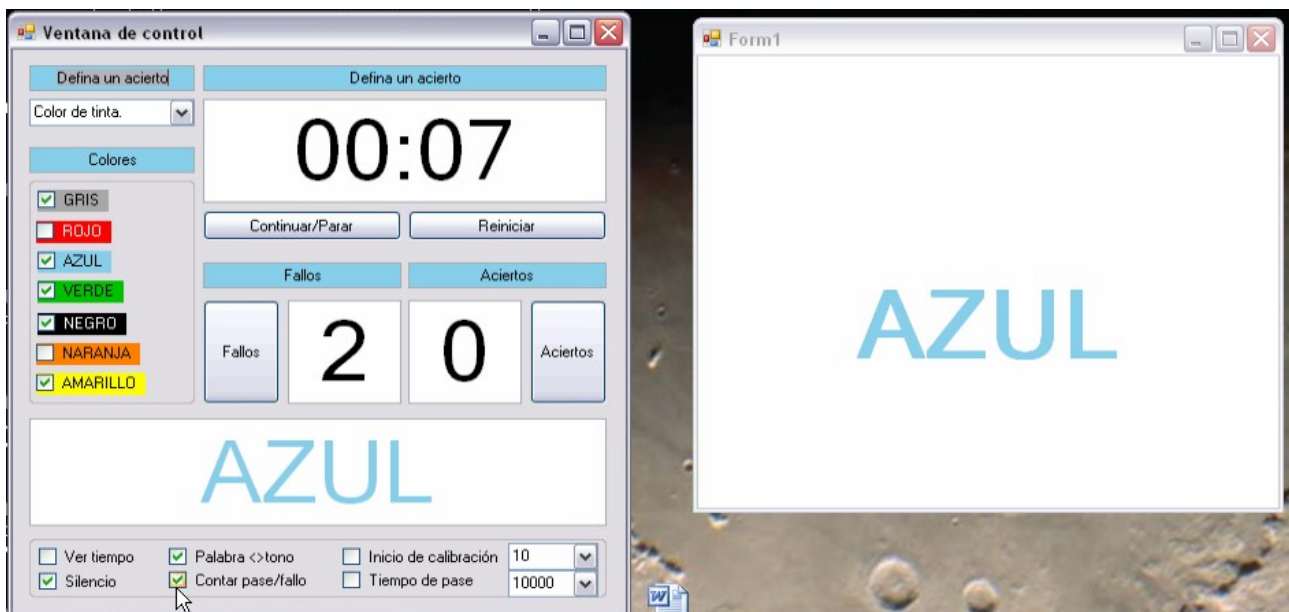 Ventana de control
Defina un acierto
Defina un acierto
Color de tinta.
00:07
Colores
GRIS
ROJO
AZUL
VERDE
NEGRO
NARANJA
AMARILLO
Continuar/Parar
Reiniciar
Fallos
Aciertos
Fallos
2
0
Aciertos
AZUL
Ver tiempo
Palabra <>tono
Inicio de calibración
10
Silencio
Contar pase/fallo
Tiempo de pase
10000
Form1
AZUL
W